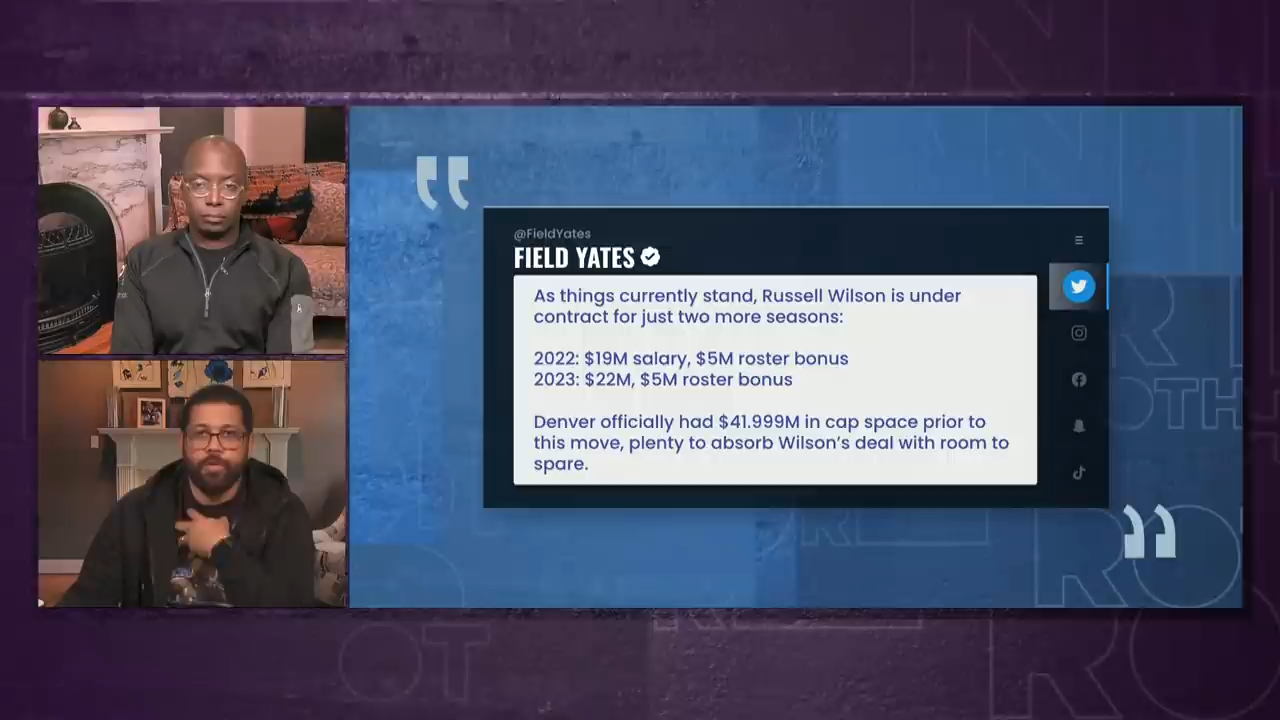 @FieldYates
FIELD YATES
As things currently stand, Russell Wilson is under
contract for just two more seasons:
2022: $19M salary, $5M roster bonus
2023: $22M, $5M roster bonus
Denver officially had $41.999M in cap space prior to
this move, plenty to absorb Wilson's deal with room to
spare.